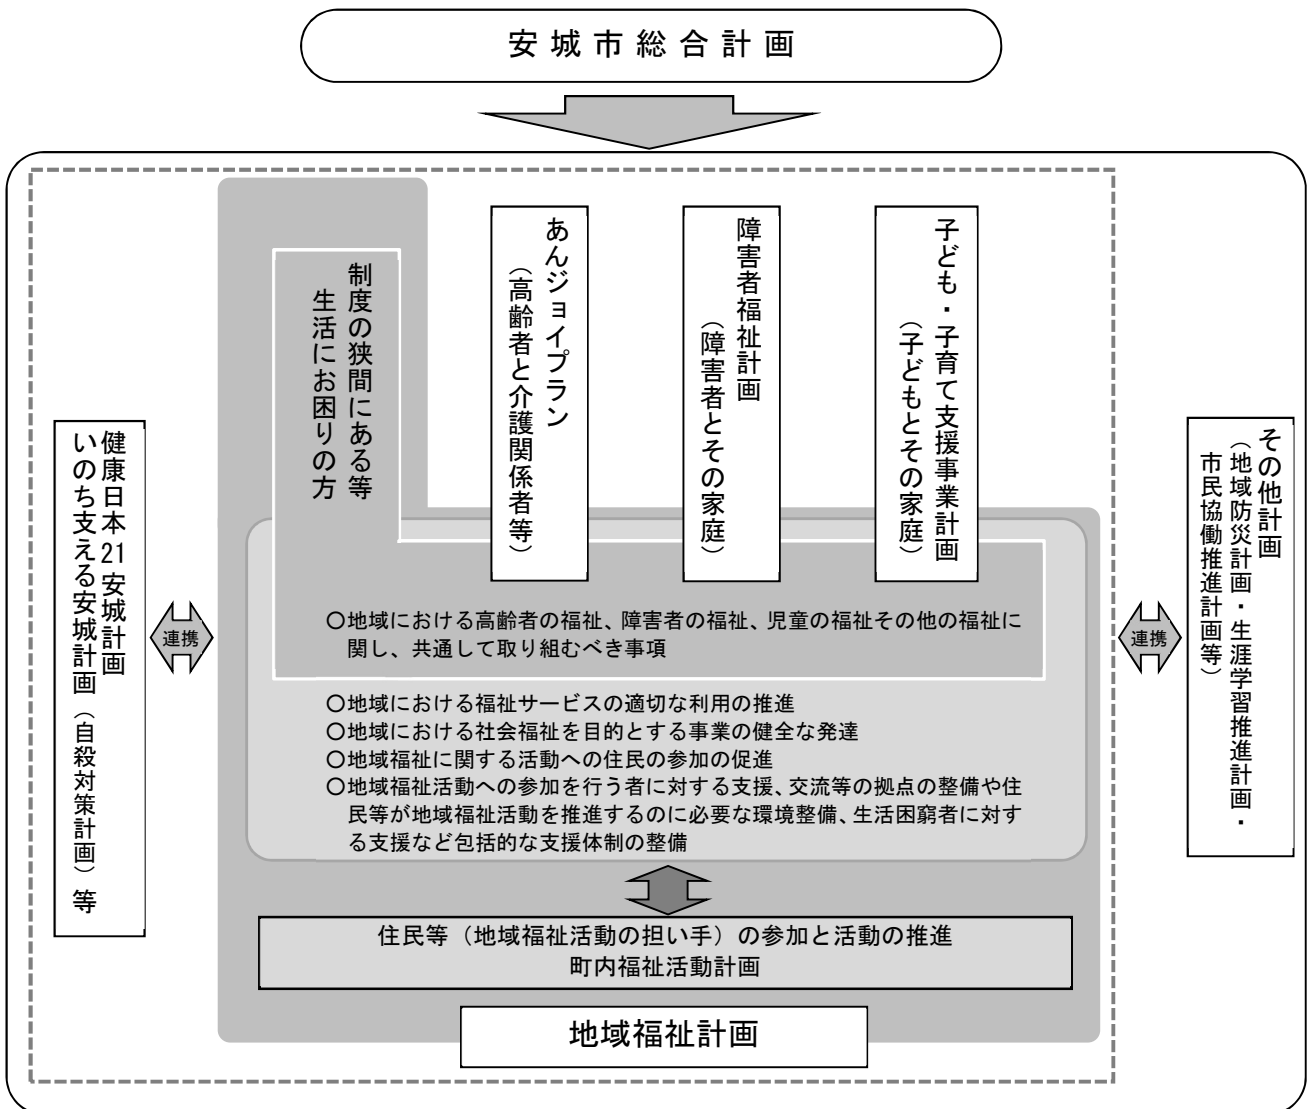 安城市総合計画
制度の狭間にある等
生活にお困りの方
あんジョイプラン
（高齢者と介護関係者等）
障害者福祉計画
（障害者とその家庭）
子ども・子育て支援事業計画
（子どもとその家庭）
健康日本21安城計画
いのち支える安城計画（自殺対策計画）等
連携
その他計画
（地域防災計画・生涯学習推進計画・
市民協働推進計画等）
連携
〇地域における高齢者の福祉、障害者の福祉、児童の福祉その他の福祉に
関し、共通して取り組むべき事項
〇地域における福祉サービスの適切な利用の推進
〇地域における社会福祉を目的とする事業の健全な発達
〇地域福祉に関する活動への住民の参加の促進
〇地域福祉活動への参加を行う者に対する支援、交流等の拠点の整備や住
民等が地域福祉活動を推進するのに必要な環境整備、生活困窮者に対す
る支援など包括的な支援体制の整備
住民等（地域福祉活動の担い手）の参加と活動の推進
町内福祉活動計画
地域福祉計画